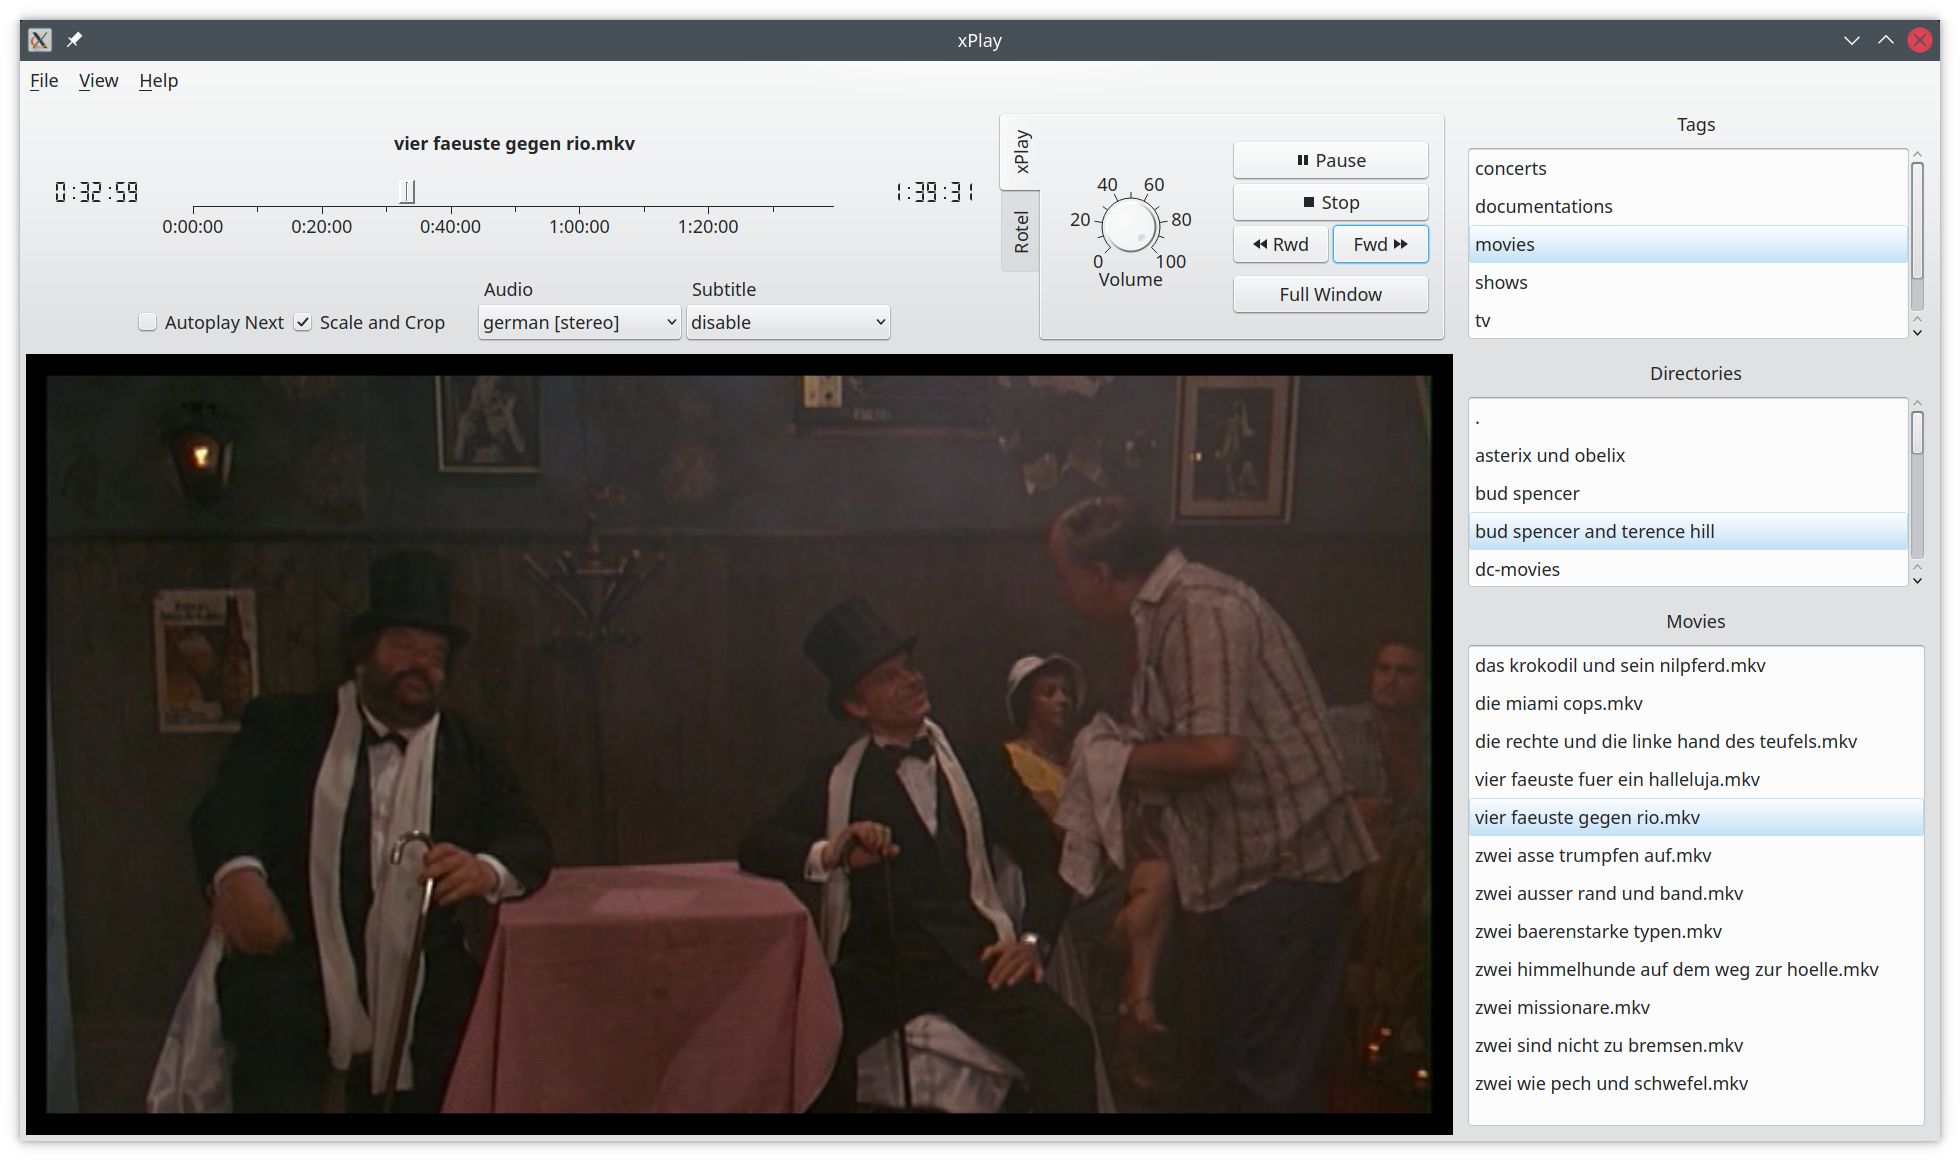 xPlay
File View Help
vier faeuste gegen rio.mkv
0:32:59
1:39:31
0:00:00 0:20:00 0:40:00 1:00:00 1:20:00
Autoplay Next
Scale and Crop
Audio
german [stereo]
Subtitle
disable
xPlay
Rotel
0 20 40 60 80 100
Volume
Pause
Stop
Rwd
Fwd
Full Window
Tags
concerts
documentations
movies
shows
tv
Directories
.
asterix und obelix
bud spencer
bud spencer and terence hill
dc-movies
Movies
das krokodil und sein nilpferd.mkv
die miami cops.mkv
die rechte und die linke hand des teufels.mkv
vier faeuste fuer ein halleluja.mkv
vier faeuste gegen rio.mkv
zwei asse trumpfen auf.mkv
zwei ausser rand und band.mkv
zwei baerenstarke typen.mkv
zwei himmelhunde auf dem weg zur hoelle.mkv
zwei missionare.mkv
zwei sind nicht zu bremsen.mkv
zwei wie pech und schwefel.mkv